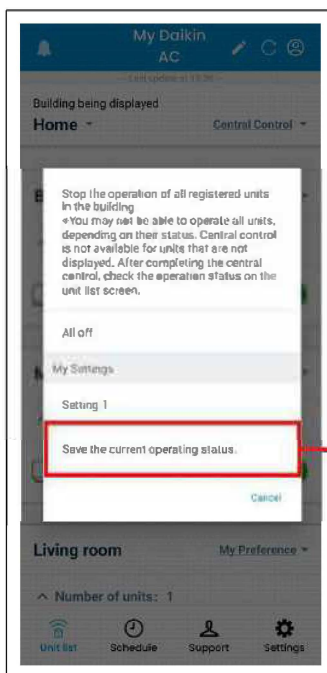 My Daikin
AC
Building being displayed
Home
Central Control
Stop the operation of all registered units
in the building
*You may not be able to operate all units,
depending on their status. Central control
is not available for units that are not
displayed. After completing the central
control, check the operation status on the
unit list screen.
All off
My Settings
Setting 1
Save the current operating status.
Cancel
Living room
My Preference
Number of units: 1
Unit list
Schedule
Support
Settings